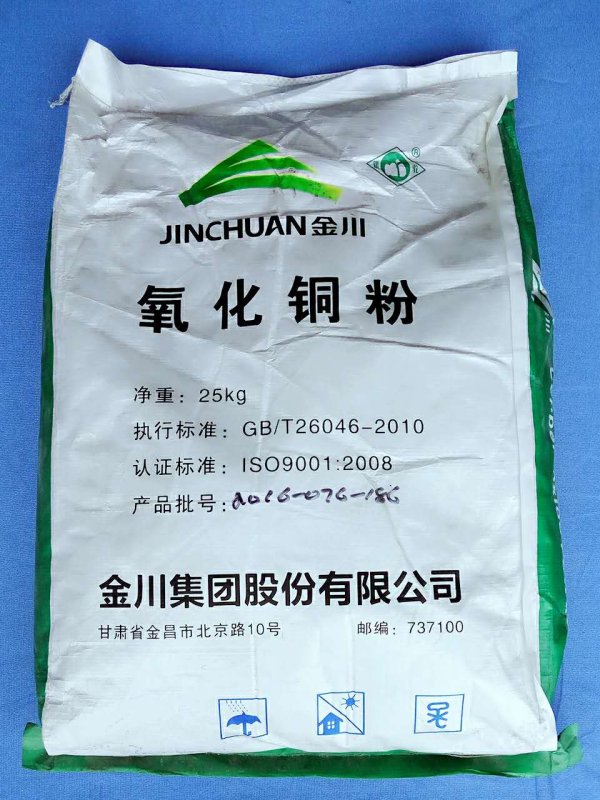 ®
JINCHUAN金川
氧化铜粉
净重：25kg
执行标准：GB/T26046-2010
认证标准：ISO9001:2008
产品批号：2016-076-186
金川集团股份有限公司
甘肃省金昌市北京路10号 邮编：737100